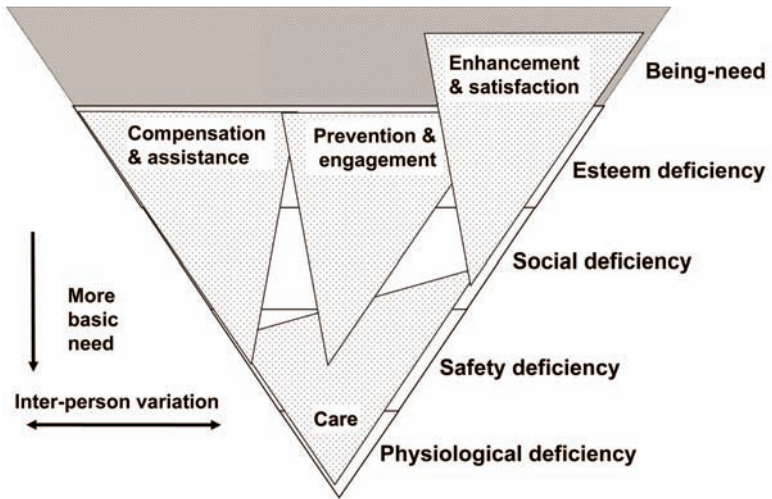 Enhancement
& satisfaction
Being-need
Compensation
& assistance
Prevention &
engagement
Esteem deficiency
Social deficiency
More
basic
need
Safety deficiency
Inter-person variation
Care
Physiological deficiency